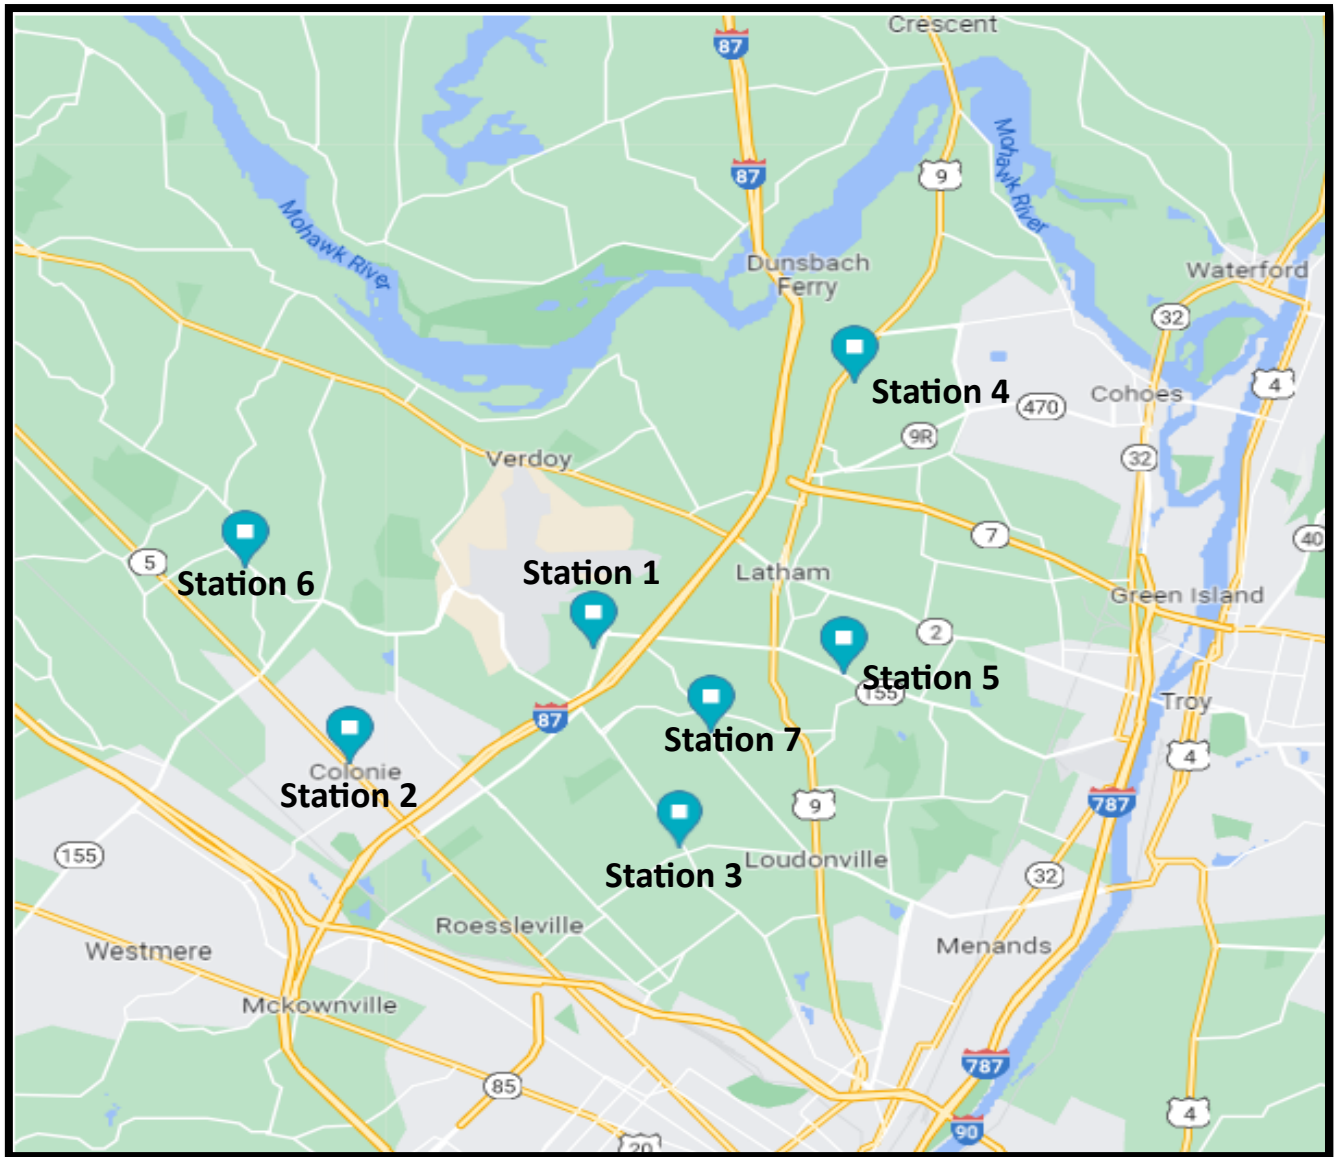 Crescent
87
87
9
Mohawk River
Mohawk River
Dunsbach
Ferry
Waterford
32
4
Station 4
Cohoes
470
9R
Verdoy
32
5
7
40
Station 1
Latham
Station 6
Green Island
2
Station 5
155
Troy
87
Station 7
4
Colonie
Station 2
9
787
155
Station 3
Loudonville
32
Roessleville
Westmere
Menands
Mckownville
787
85
4
90
20